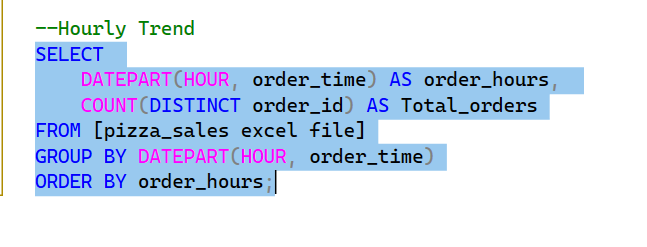 --Hourly Trend
SELECT
    DATEPART(HOUR, order_time) AS order_hours,
    COUNT(DISTINCT order_id) AS Total_orders
FROM [pizza_sales excel file]
GROUP BY DATEPART(HOUR, order_time)
ORDER BY order_hours;